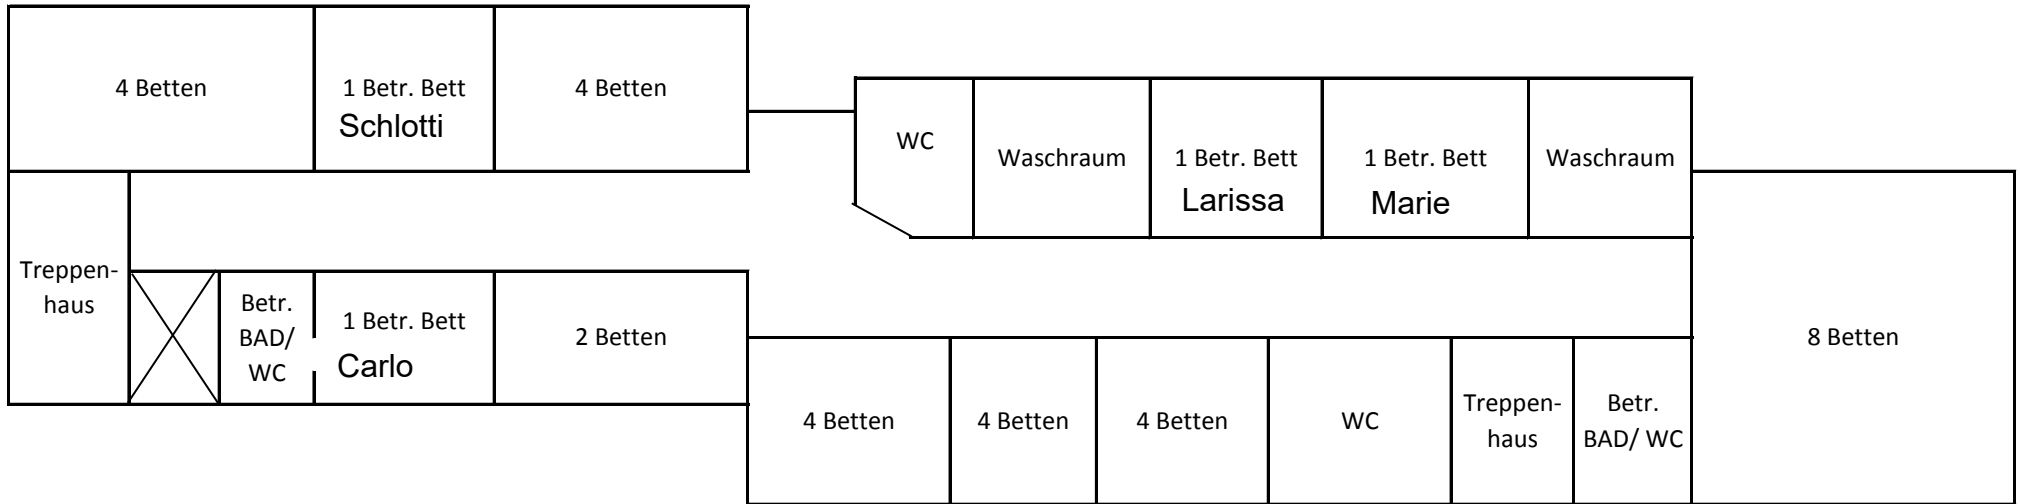 4 Betten
1 Betr. Bett
Schlotti
4 Betten
WC
Waschraum
1 Betr. Bett
Larissa
1 Betr. Bett
Marie
Waschraum
Treppen-
haus
Betr.
BAD/
WC
1 Betr. Bett
Carlo
2 Betten
8 Betten
4 Betten
4 Betten
4 Betten
WC
Treppen-
haus
Betr.
BAD/ WC